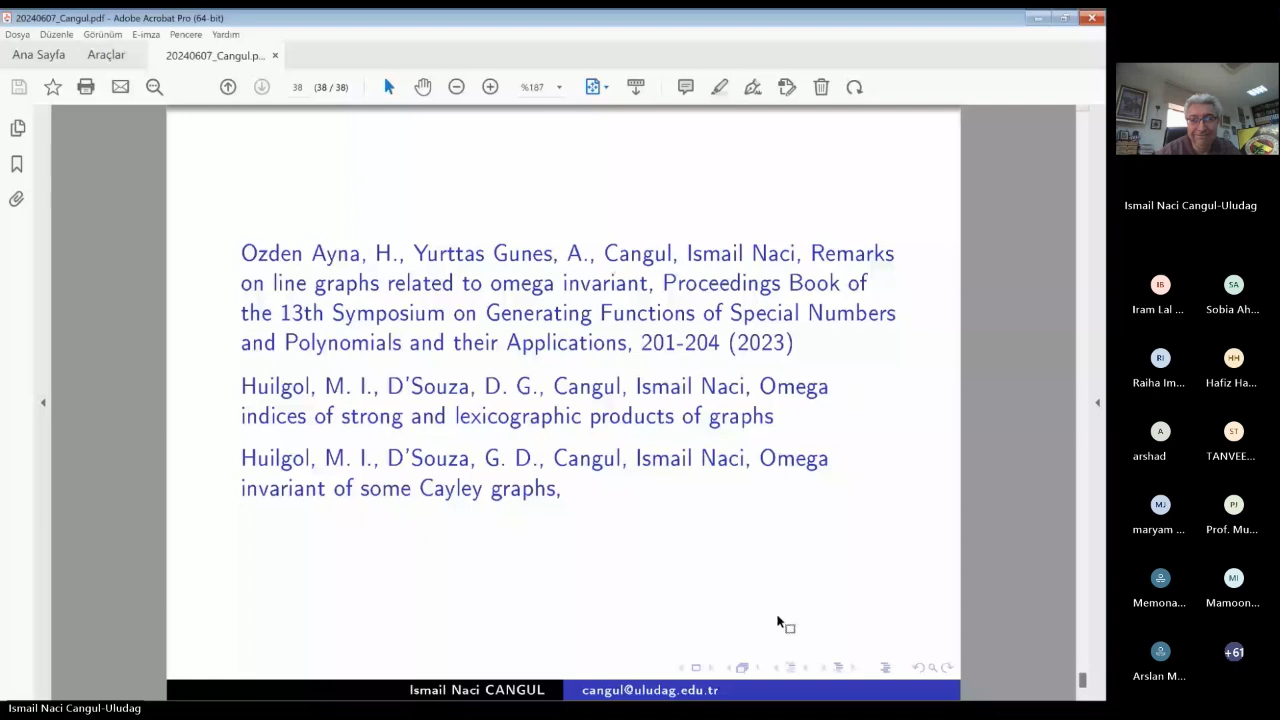 20240607_Cangul.pdf - Adobe Acrobat Pro (64-bit)
Dosya Düzenle Görünüm E-imza Pencere Yardım
Ana Sayfa Araçlar 20240607_Cangul.p... ×
38 (38 / 38) %187
Ozden Ayna, H., Yurttas Gunes, A., Cangul, Ismail Naci, Remarks
on line graphs related to omega invariant, Proceedings Book of
the 13th Symposium on Generating Functions of Special Numbers
and Polynomials and their Applications, 201-204 (2023)
Huilgol, M. I., D'Souza, D. G., Cangul, Ismail Naci, Omega
indices of strong and lexicographic products of graphs
Huilgol, M. I., D'Souza, G. D., Cangul, Ismail Naci, Omega
invariant of some Cayley graphs,
Ismail Naci CANGUL cangul@uludag.edu.tr
Ismail Naci Cangul-Uludag
Ismail Naci Cangul-Uludag
IB SA
Iram Lal ... Sobia Ah...
RI HH
Raiha Im... Hafiz Ha...
A ST
arshad TANVEE...
MJ PJ
maryam ... Prof. Mu...
MI
Memona... Mamoon...
+61
Arslan M...